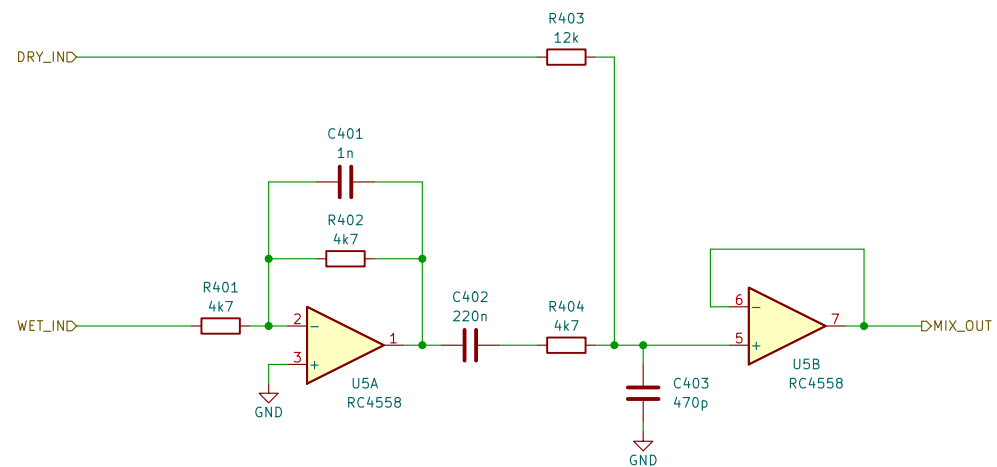 R403
12k
DRY_IN
C401
1n
R402
4k7
R401
4k7
WET_IN
2
3
1
U5A
RC4558
GND
C402
220n
R404
4k7
C403
470p
GND
6
5
7
U5B
RC4558
MIX_OUT